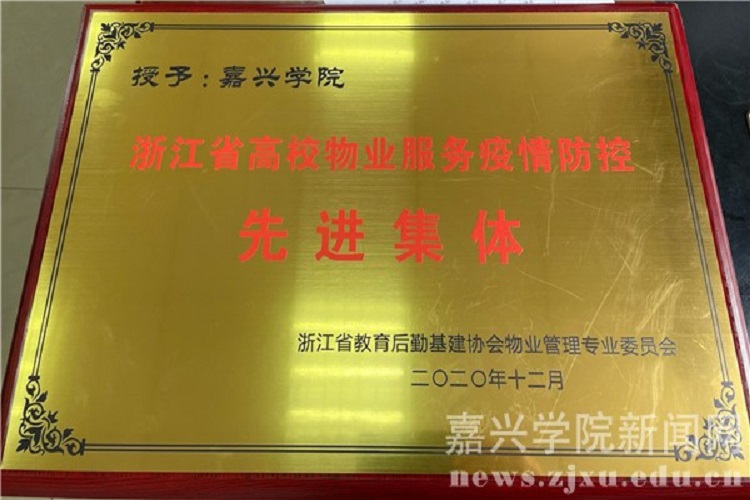 授予：嘉兴学院
浙江省高校物业服务疫情防控
先进集体
浙江省教育后勤基建协会物业管理专业委员会
二〇二〇年十二月
嘉兴学院新闻网
news.zjxu.edu.cn